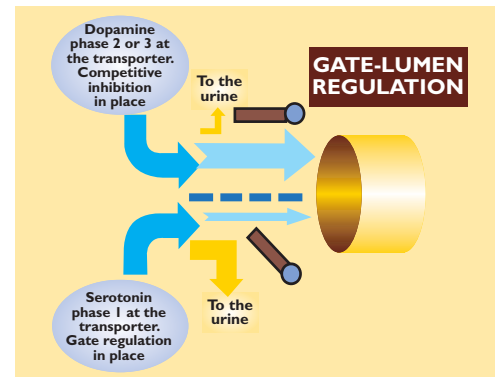 Dopamine
phase 2 or 3 at
the transporter.
Competitive
inhibition
in place
To the
urine
GATE-LUMEN
REGULATION
Serotonin
phase 1 at the
transporter.
Gate regulation
in place
To the
urine